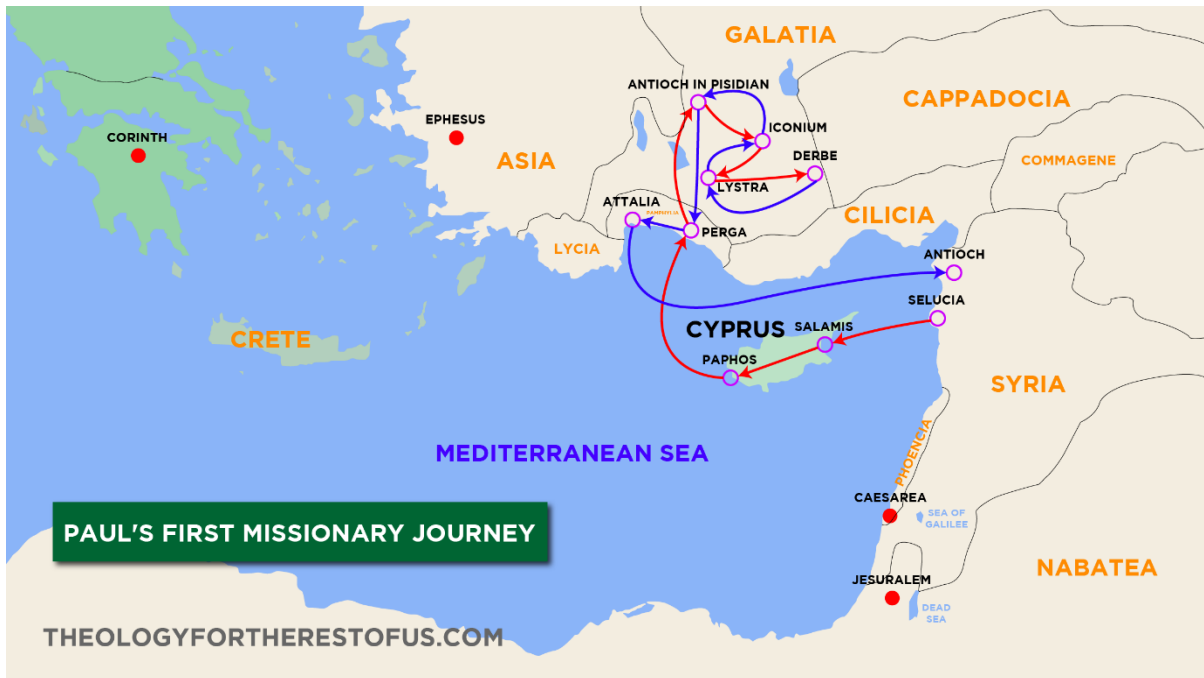 GALATIA
ANTIOCH IN PISIDIAN
CAPPADOCIA
EPHESUS
CORINTH
ICONIUM
ASIA
DERBE
COMMAGENE
LYSTRA
ATTALIA
PAMPHYLIA
CILICIA
PERGA
LYCIA
ANTIOCH
SELUCIA
CYPRUS
SALAMIS
CRETE
PAPHOS
SYRIA
MEDITERRANEAN SEA
PHOENCIA
CAESAREA
SEA OF
GALILEE
PAUL'S FIRST MISSIONARY JOURNEY
NABATEA
JESURALEM
DEAD
SEA
THEOLOGYFORTHERESTOFUS.COM